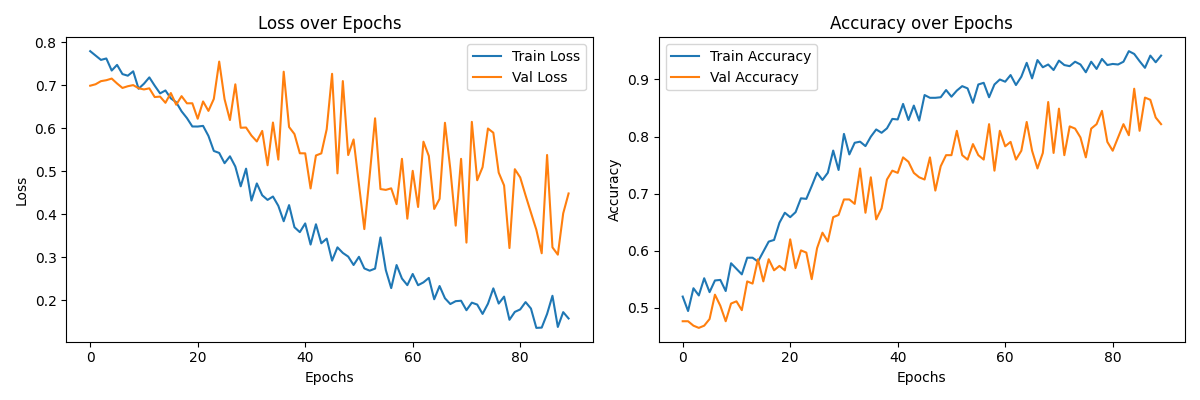 Loss over Epochs
Train Loss
Val Loss
Loss
0.8
0.7
0.6
0.5
0.4
0.3
0.2
0
20
40
60
80
Epochs
Accuracy over Epochs
Train Accuracy
Val Accuracy
Accuracy
0.9
0.8
0.7
0.6
0.5
0
20
40
60
80
Epochs